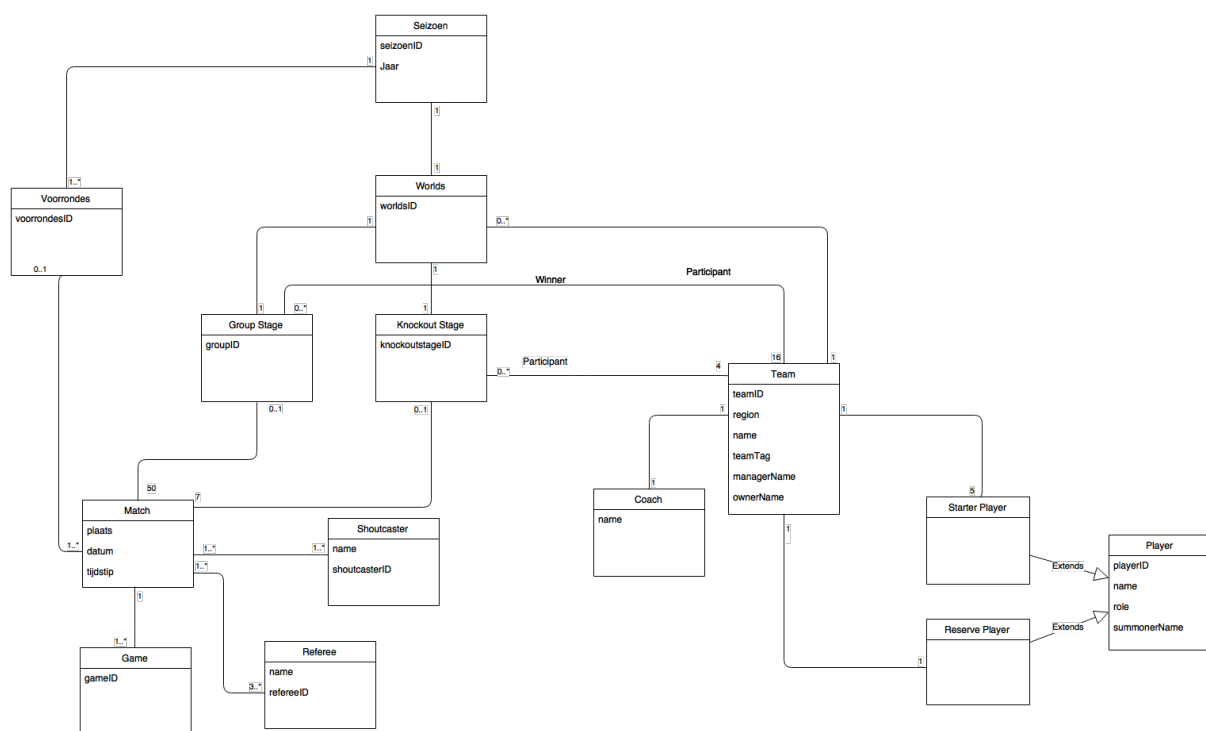 Seizoen
seizoenID
Jaar
1
1
1
1..*
Voorrondes
voorrondesID
0..1
Worlds
worldsID
1
0..*
1
1
Winner
Participant
1
0..*
1
Group Stage
groupID
0..1
Knockout Stage
knockoutstageID
0..1
Participant
0..*
4
16
1
Team
teamID
region
name
teamTag
managerName
ownerName
1
1
1
1
Coach
name
5
Starter Player
Extends
Player
playerID
name
role
summonerName
Extends
Reserve Player
1
50
7
Match
plaats
datum
tijdstip
1..*
1..*
1..*
1..*
Shoutcaster
name
shoutcasterID
1
1..*
Game
gameID
Referee
name
refereeID
3..*